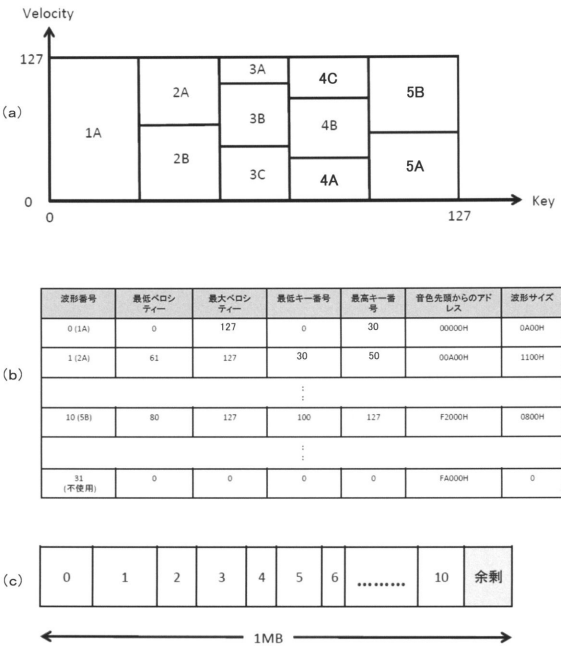 Velocity
127
3A
4C
2A
5B
(a)
3B
4B
1A
2B
3C
5A
4A
0
Key
0
127
波形番号 最低ベロシティー 最大ベロシティー 最低キー番号 最高キー番号 音色先頭からのアドレス 波形サイズ
0 (1A) 0 127 0 30 00000H 0A00H
1 (2A) 61 127 30 50 00A00H 1100H
(b)
:
:
10 (5B) 80 127 100 127 F2000H 0800H
:
:
31 (不使用) 0 0 0 0 FA000H 0
(c) 0 1 2 3 4 5 6 ......... 10 余剰
1MB